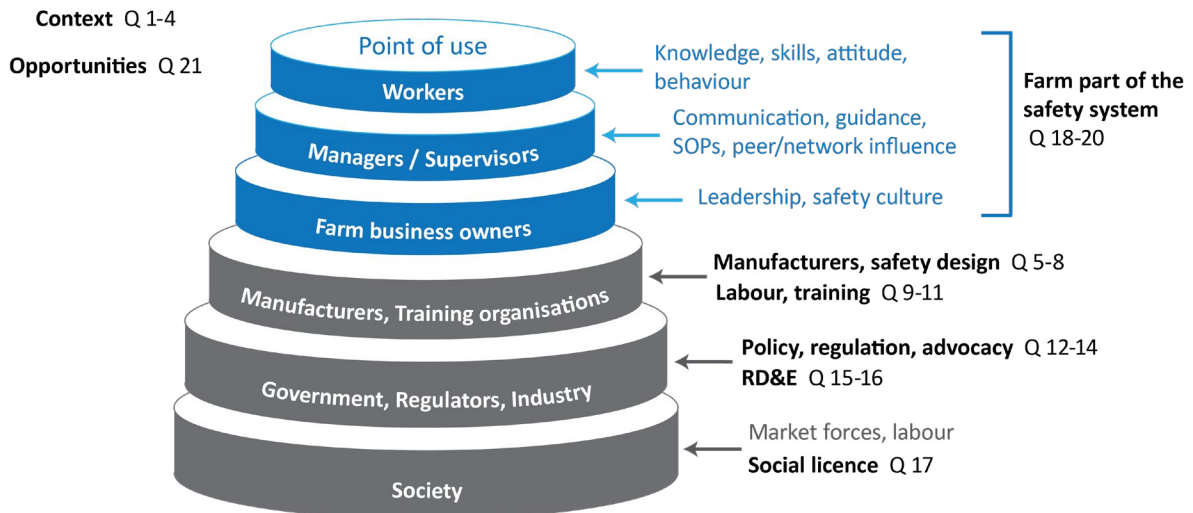 Context Q 1-4
Opportunities Q 21
Point of use
Workers
Knowledge, skills, attitude,
behaviour
Managers / Supervisors
Communication, guidance,
SOPs, peer/network influence
Farm business owners
Leadership, safety culture
Farm part of the
safety system
Q 18-20
Manufacturers, Training organisations
Manufacturers, safety design Q 5-8
Labour, training Q 9-11
Government, Regulators, Industry
Policy, regulation, advocacy Q 12-14
RD&E Q 15-16
Society
Market forces, labour
Social licence Q 17